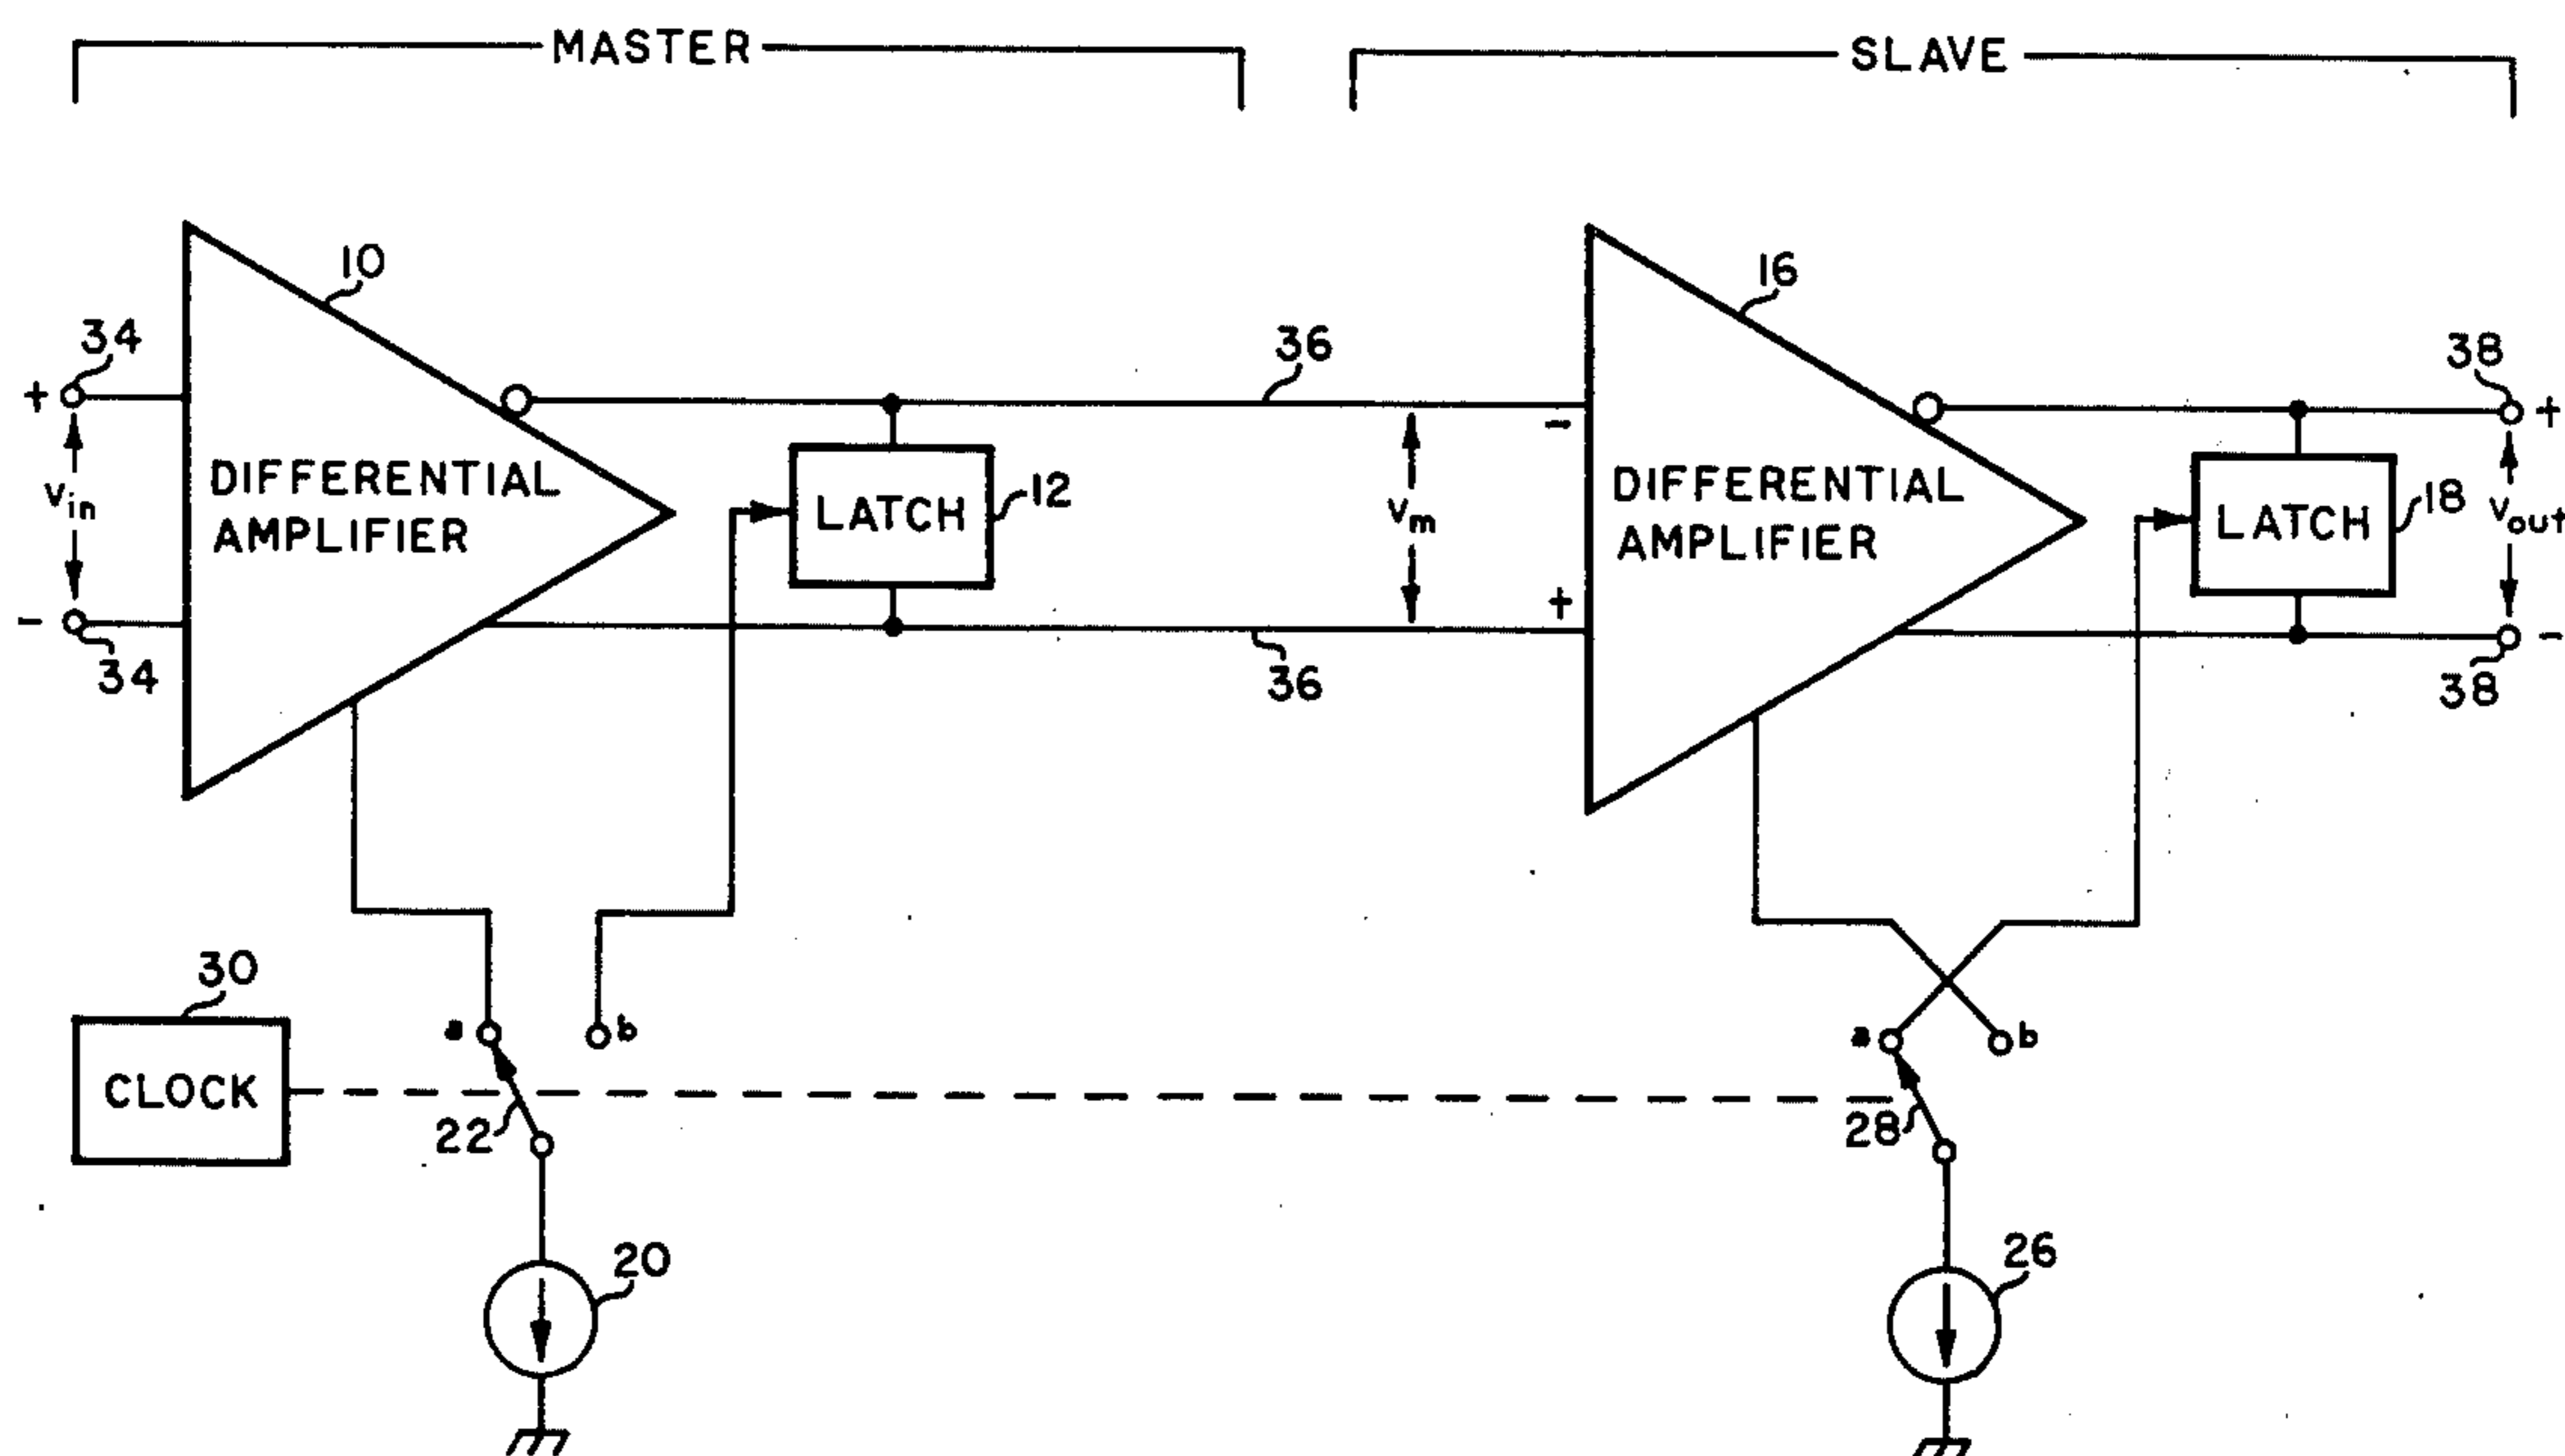 MASTER
SLAVE
10
16
34
36
38
+
+
-
DIFFERENTIAL
AMPLIFIER
vin
LATCH
12
vm
DIFFERENTIAL
AMPLIFIER
LATCH
18
vout
-
+
-
34
36
38
30
CLOCK
a
b
a
b
22
28
20
26